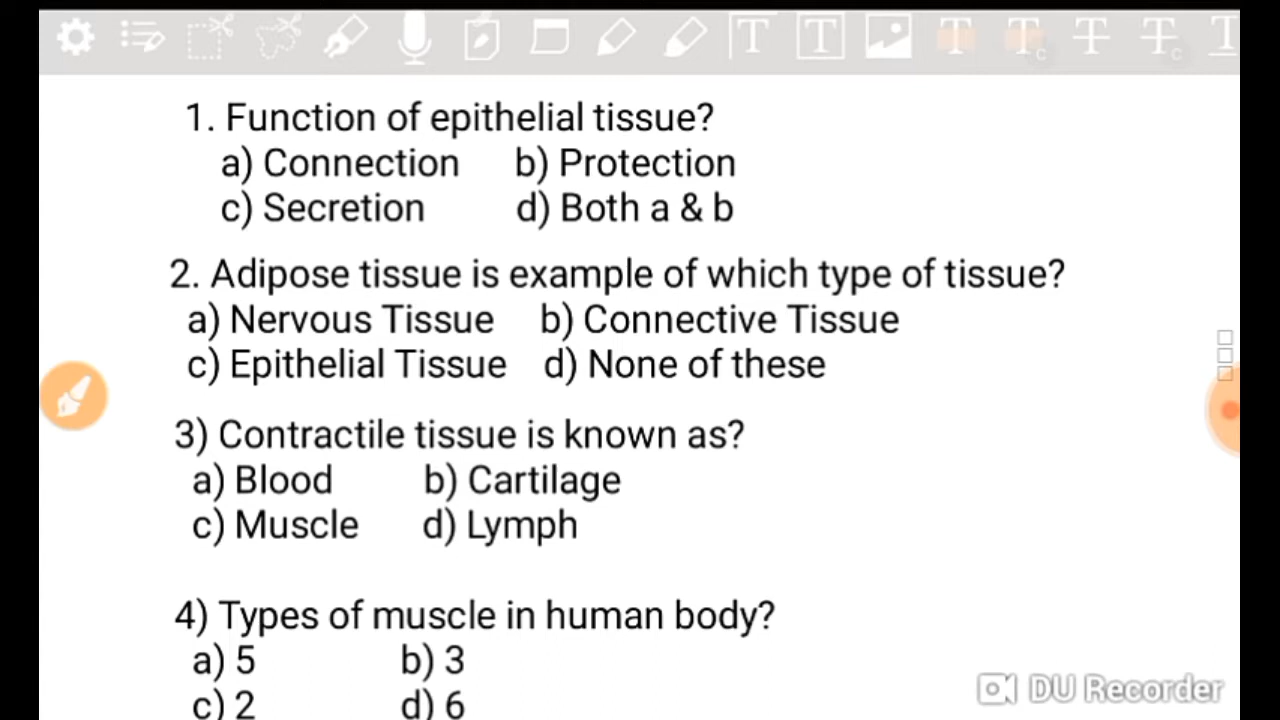 1. Function of epithelial tissue?
a) Connection b) Protection
c) Secretion d) Both a & b
2. Adipose tissue is example of which type of tissue?
a) Nervous Tissue b) Connective Tissue
c) Epithelial Tissue d) None of these
3) Contractile tissue is known as?
a) Blood b) Cartilage
c) Muscle d) Lymph
4) Types of muscle in human body?
a) 5 b) 3
c) 2 d) 6
DU Recorder